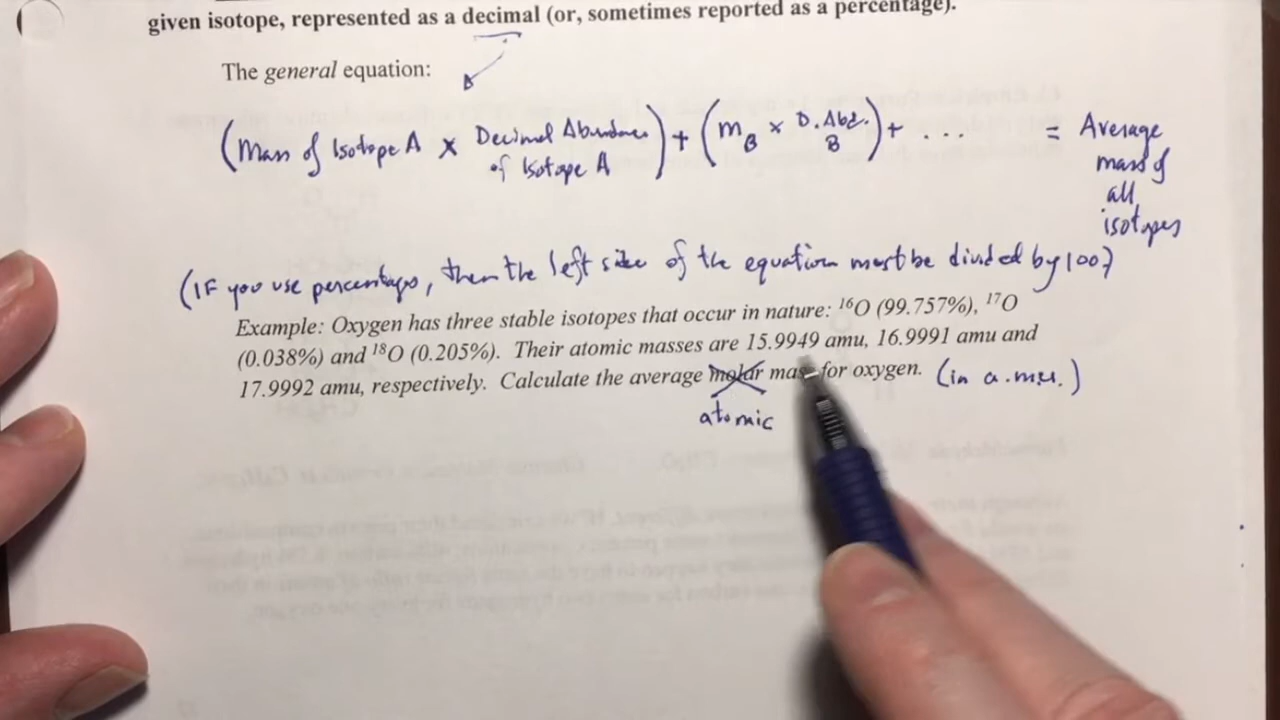 given isotope, represented as a decimal (or, sometimes reported as a percentage).
The general equation:
(Mass of Isotope A x Decimal Abundance of Isotope A) + (mB x D.Abd. B) + ... = Average mass of all isotopes
(IF you use percentages, then the left side of the equation must be divided by 100)
Example: Oxygen has three stable isotopes that occur in nature: ¹⁶O (99.757%), ¹⁷O
(0.038%) and ¹⁸O (0.205%). Their atomic masses are 15.9949 amu, 16.9991 amu and
17.9992 amu, respectively. Calculate the average molar mass for oxygen. (in a.m.u.)
atomic